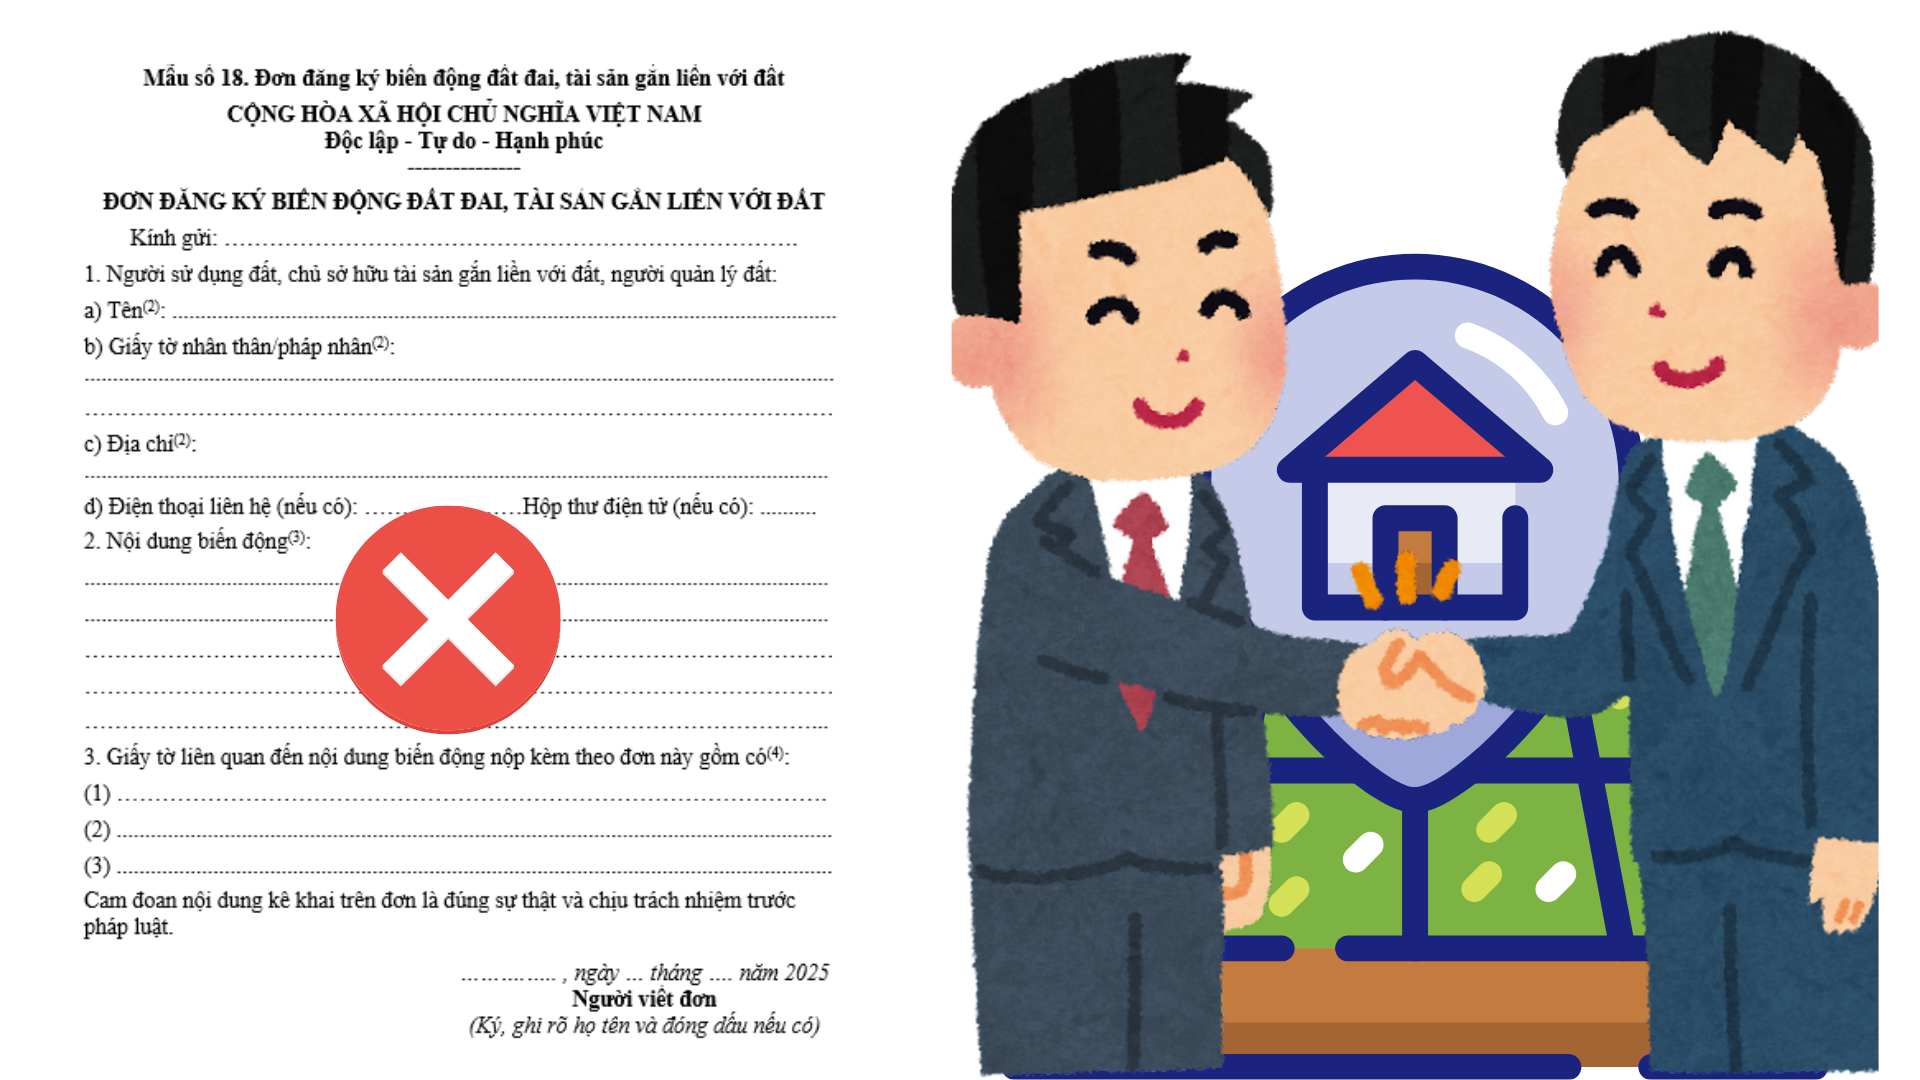 Mẫu số 18. Đơn đăng ký biến động đất đai, tài sản gắn liền với đất
CỘNG HÒA XÃ HỘI CHỦ NGHĨA VIỆT NAM
Độc lập - Tự do - Hạnh phúc
---------------
ĐƠN ĐĂNG KÝ BIẾN ĐỘNG ĐẤT ĐAI, TÀI SẢN GẮN LIỀN VỚI ĐẤT
Kính gửi: ……………………………………………………………………
1. Người sử dụng đất, chủ sở hữu tài sản gắn liền với đất, người quản lý đất:
a) Tên(2): ..............................................................................
b) Giấy tờ nhân thân/pháp nhân(2):
..............................................................................
……………………………………………………………………
c) Địa chỉ(2):
..............................................................................
d) Điện thoại liên hệ (nếu có): …………………Hộp thư điện tử (nếu có): ..........
2. Nội dung biến động(3):
..............................................................................
..............................................................................
……………………………………………………………………
……………………………………………………………………
……………………………………………………………………
3. Giấy tờ liên quan đến nội dung biến động nộp kèm theo đơn này gồm có(4):
(1) ……………………………………………………………………
(2) ..............................................................................
(3) ..............................................................................
Cam đoan nội dung kê khai trên đơn là đúng sự thật và chịu trách nhiệm trước
pháp luật.
…………… , ngày ... tháng .... năm 2025
Người viết đơn
(Ký, ghi rõ họ tên và đóng dấu nếu có)